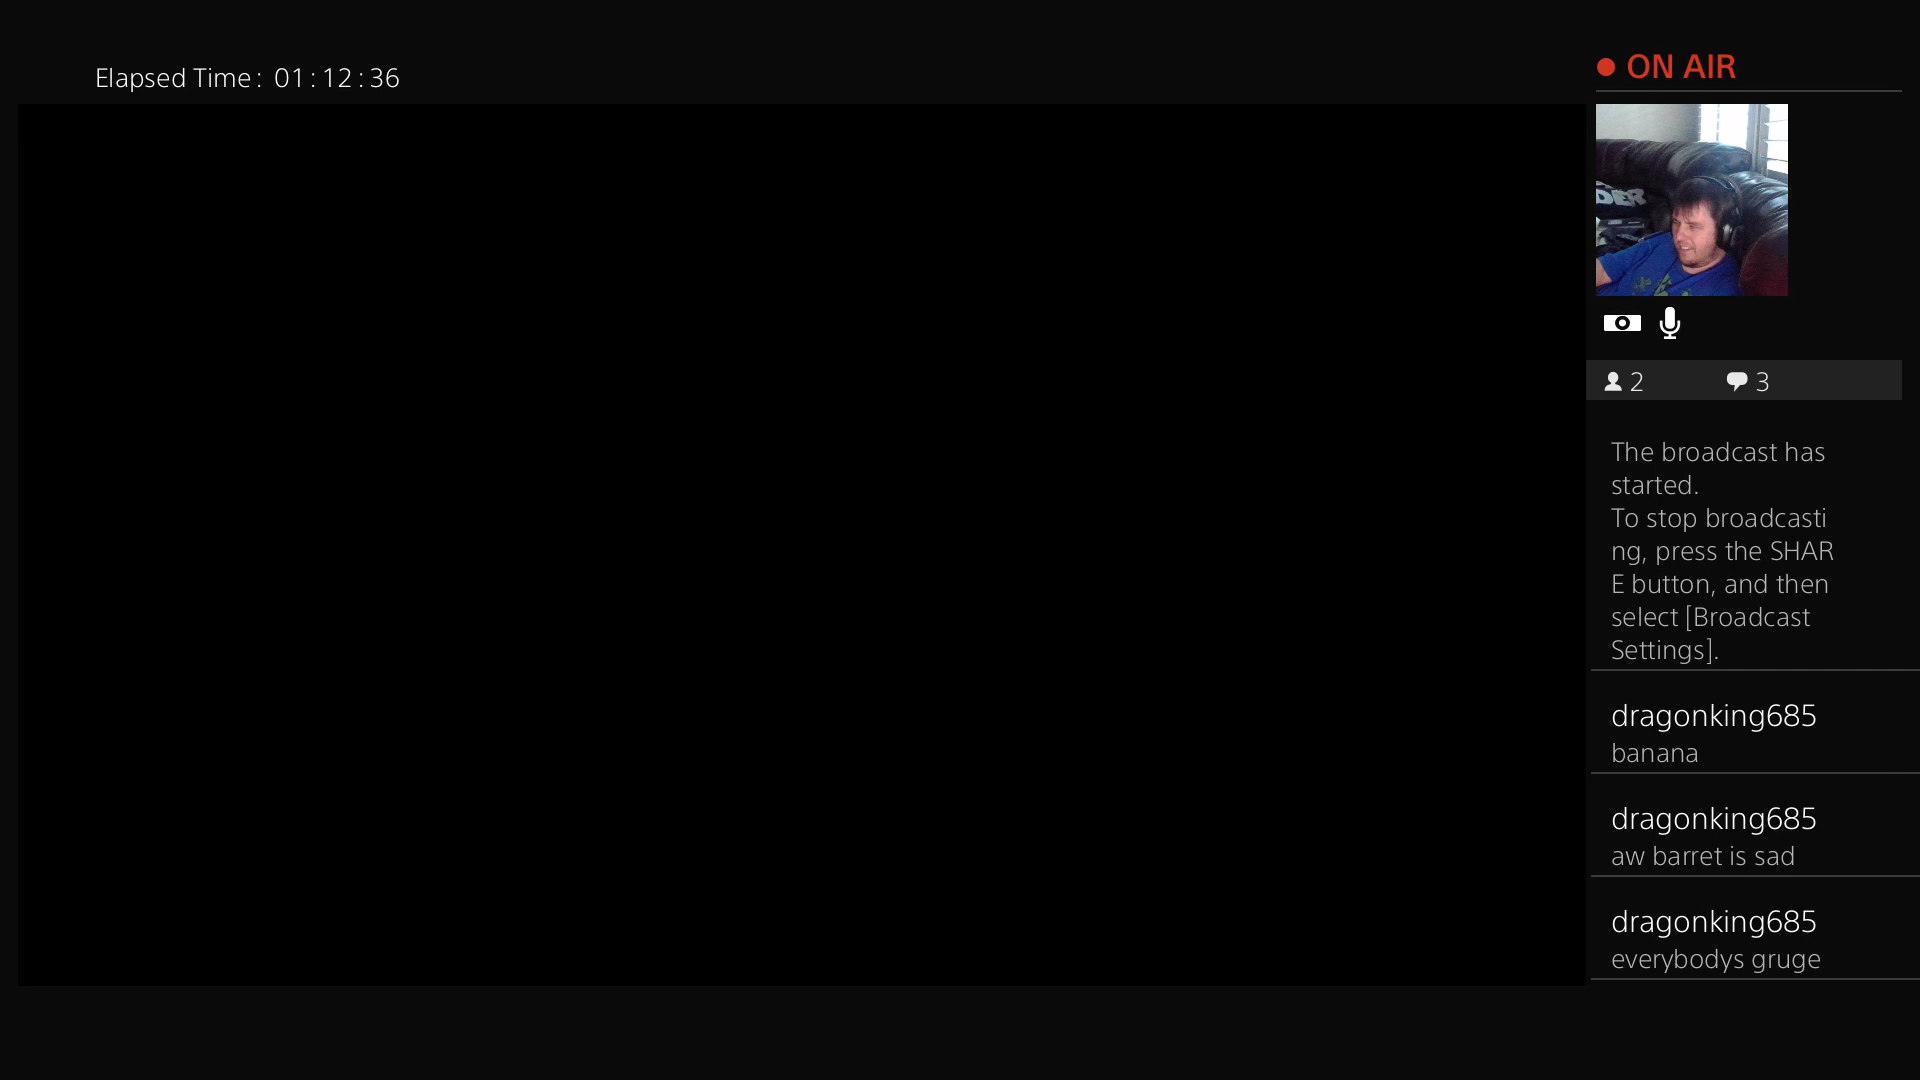 Elapsed Time: 01:12:36
ON AIR
DER
2 3
The broadcast has
started.
To stop broadcasti
ng, press the SHAR
E button, and then
select [Broadcast
Settings].
dragonking685
banana
dragonking685
aw barret is sad
dragonking685
everybodys gruge